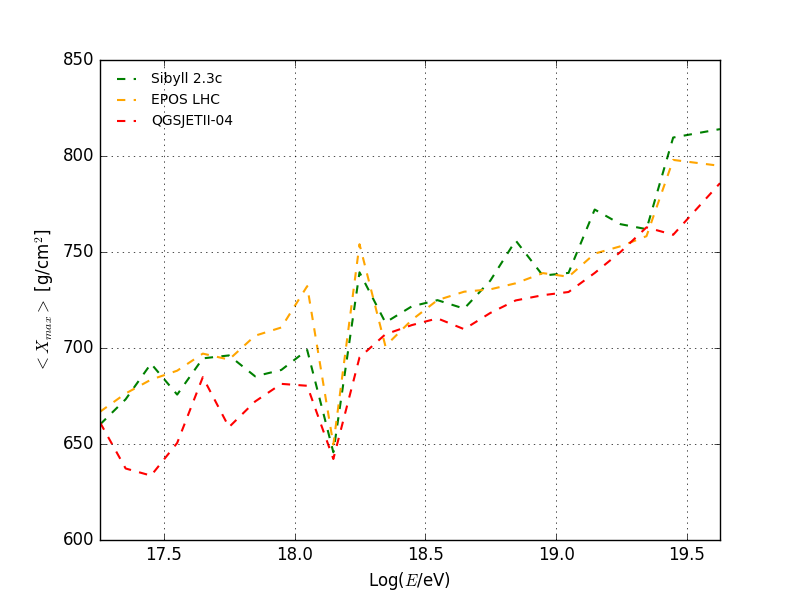 850
800
750
700
650
600
< X_max > [g/cm²]
Sibyll 2.3c
EPOS LHC
QGSJETII-04
17.5 18.0 18.5 19.0 19.5
Log(E/eV)